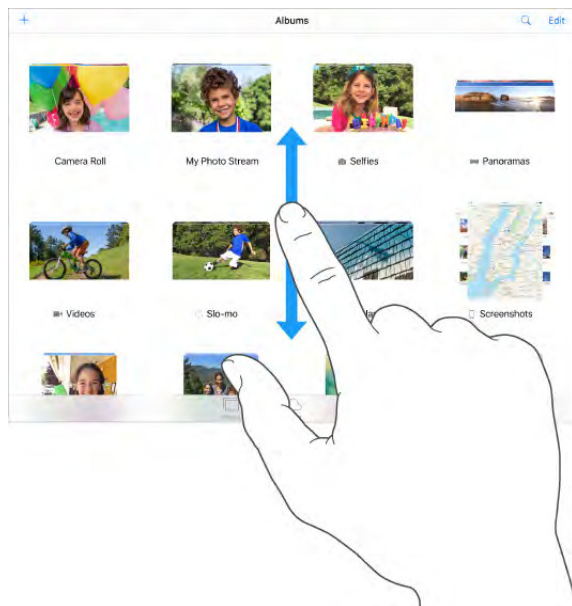 Albums
Edit
Camera Roll
My Photo Stream
Selfies
Panoramas
Videos
Slo-mo
Screenshots